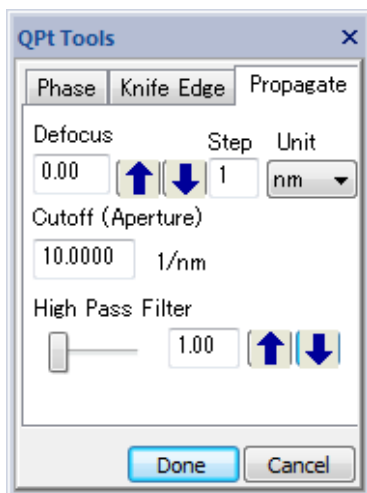 QPt Tools
Phase Knife Edge Propagate
Defocus Step Unit
0.00 1 nm
Cutoff (Aperture)
10.0000 1/nm
High Pass Filter
1.00
Done Cancel